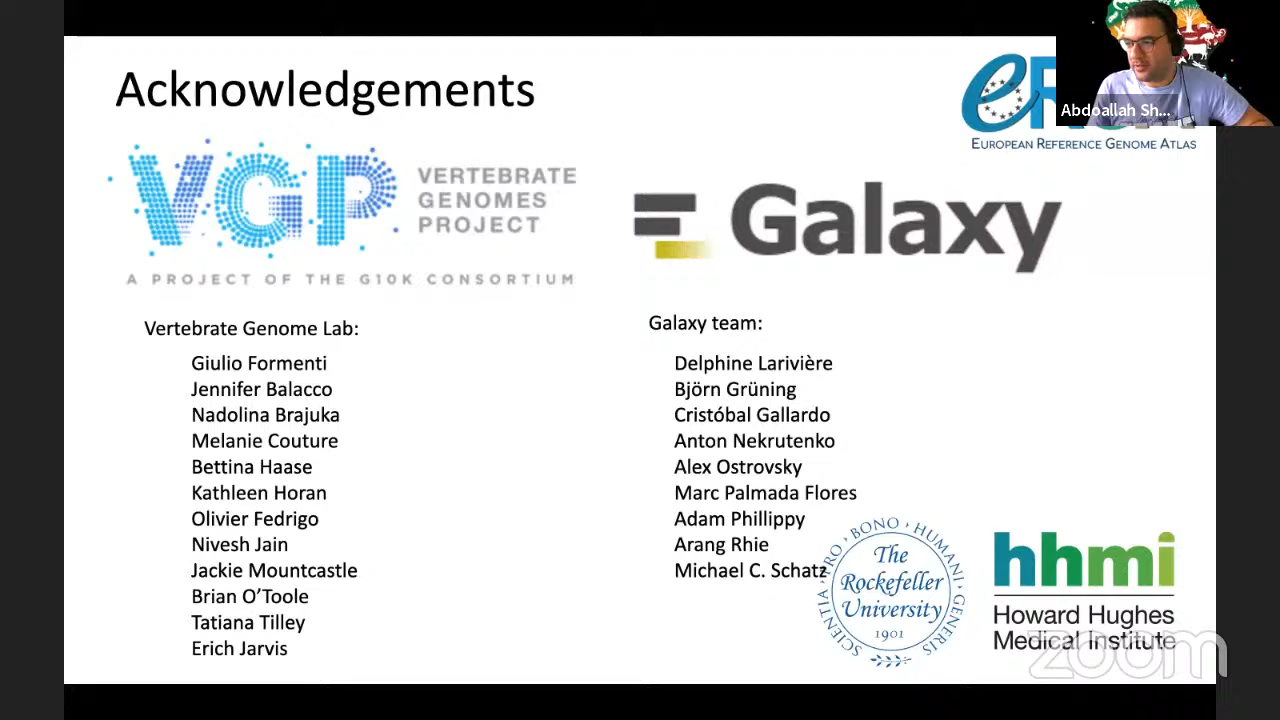 Acknowledgements
VERTEBRATE
GENOMES
PROJECT
VGP
A PROJECT OF THE G10K CONSORTIUM
Galaxy
EUROPEAN REFERENCE GENOME ATLAS
Abdoallah Sh...
Vertebrate Genome Lab:
Giulio Formenti
Jennifer Balacco
Nadolina Brajuka
Melanie Couture
Bettina Haase
Kathleen Horan
Olivier Fedrigo
Nivesh Jain
Jackie Mountcastle
Brian O’Toole
Tatiana Tilley
Erich Jarvis
Galaxy team:
Delphine Larivière
Björn Grüning
Cristóbal Gallardo
Anton Nekrutenko
Alex Ostrovsky
Marc Palmada Flores
Adam Phillippy
Arang Rhie
Michael C. Schatz
SCIENTIA · PRO · BONO · HUMANI · GENERIS
The
Rockefeller
University
1901
hhmi
Howard Hughes
Medical Institute
zoom